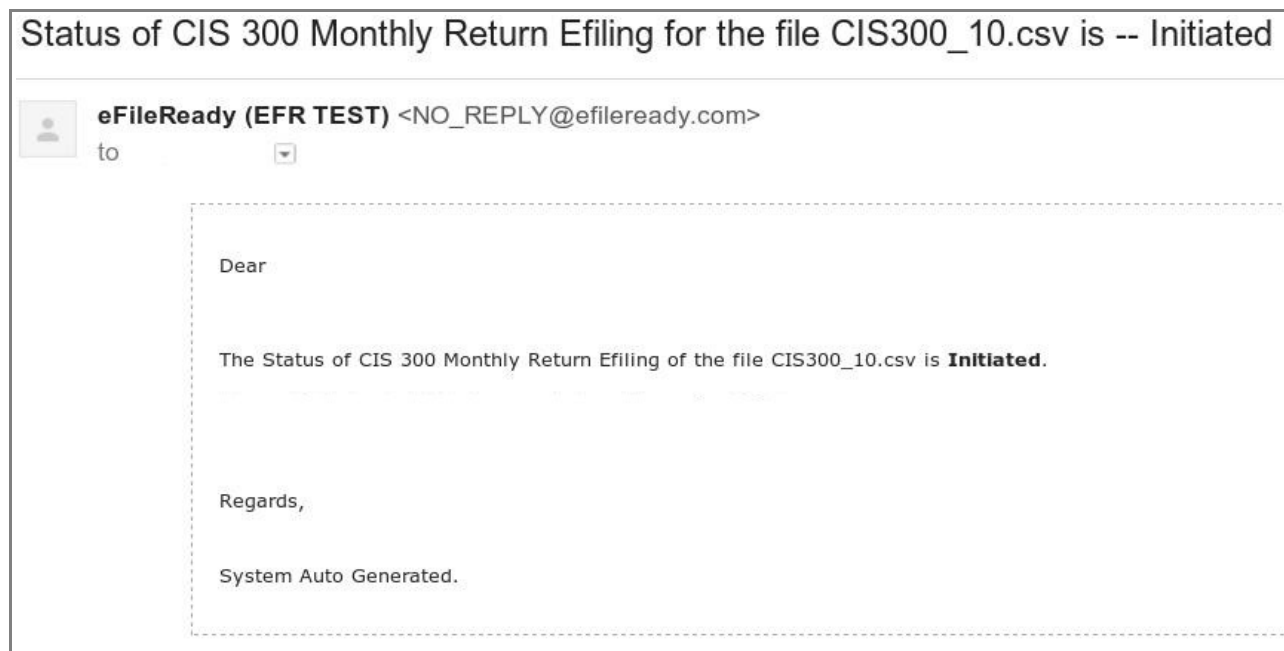 Status of CIS 300 Monthly Return Efiling for the file CIS300_10.csv is -- Initiated
eFileReady (EFR TEST) <NO_REPLY@efileready.com>
to
Dear
The Status of CIS 300 Monthly Return Efiling of the file CIS300_10.csv is Initiated.
Regards,
System Auto Generated.